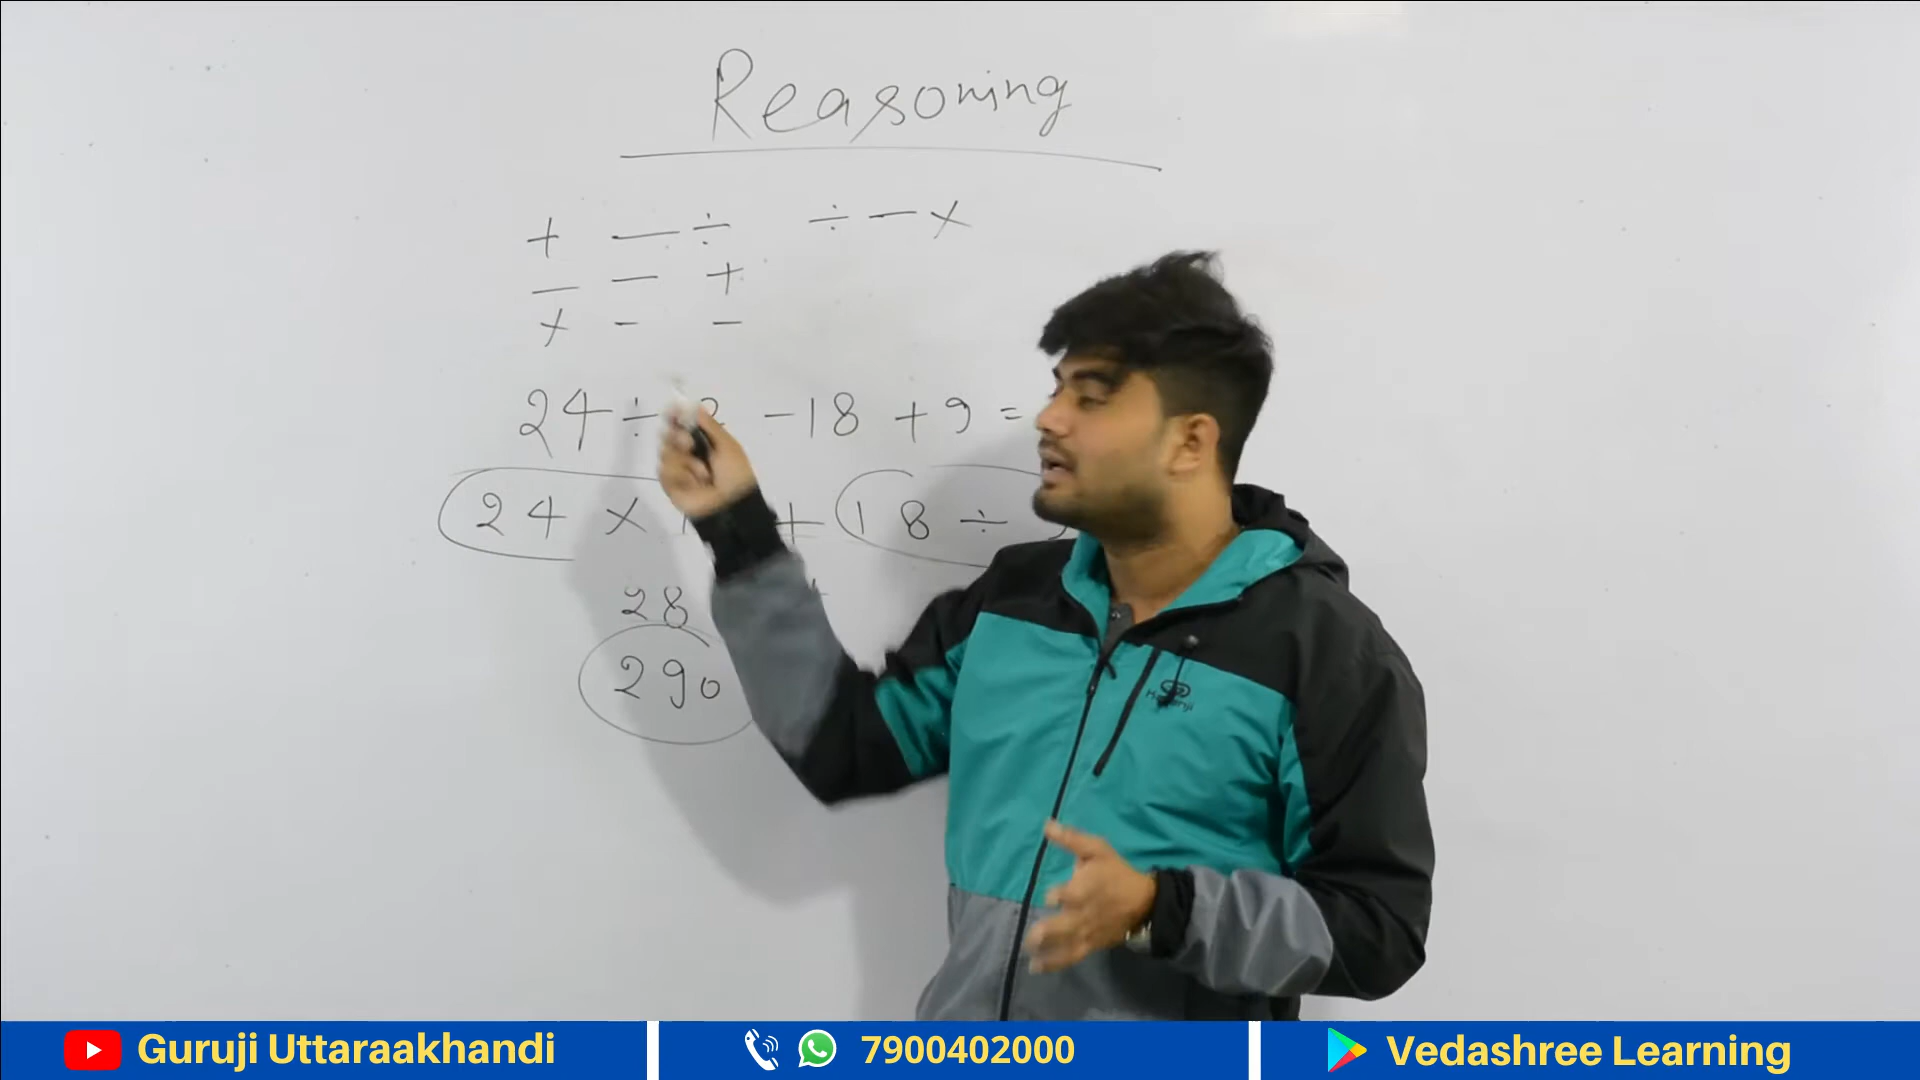 Reasoning
+ — ÷ ÷ — ×
— — +
× - -
24 ÷ - 18 + 9 =
24 × + 18 ÷
28
290
Guruji Uttaraakhandi
7900402000
Vedashree Learning